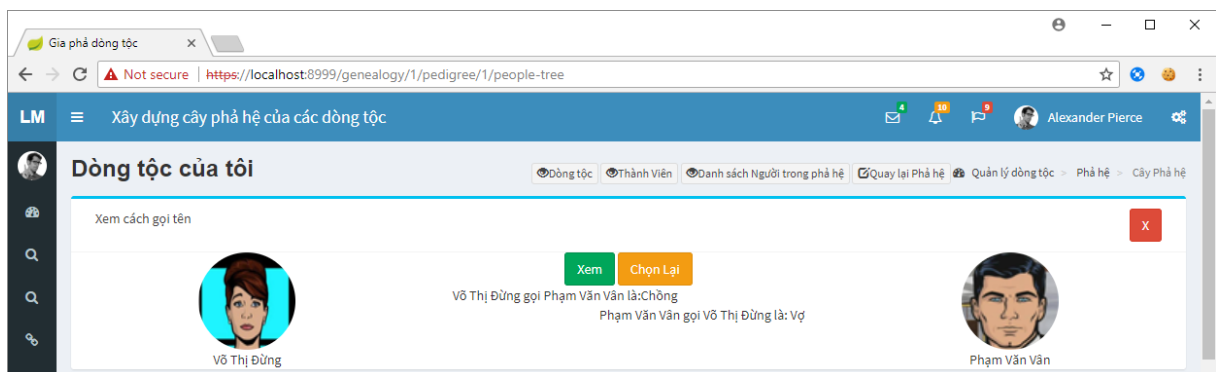 Gia phả dòng tộc
Not secure | https://localhost:8999/genealogy/1/pedigree/1/people-tree
LM Xây dựng cây phả hệ của các dòng tộc 4 10 9 Alexander Pierce
Dòng tộc của tôi Dòng tộc Thành Viên Danh sách Người trong phả hệ Quay lại Phả hệ Quản lý dòng tộc > Phả hệ > Cây Phả hệ
Xem cách gọi tên X
Xem Chọn Lại
Võ Thị Đừng gọi Phạm Văn Vân là:Chồng
Phạm Văn Vân gọi Võ Thị Đừng là: Vợ
Võ Thị Đừng Phạm Văn Vân